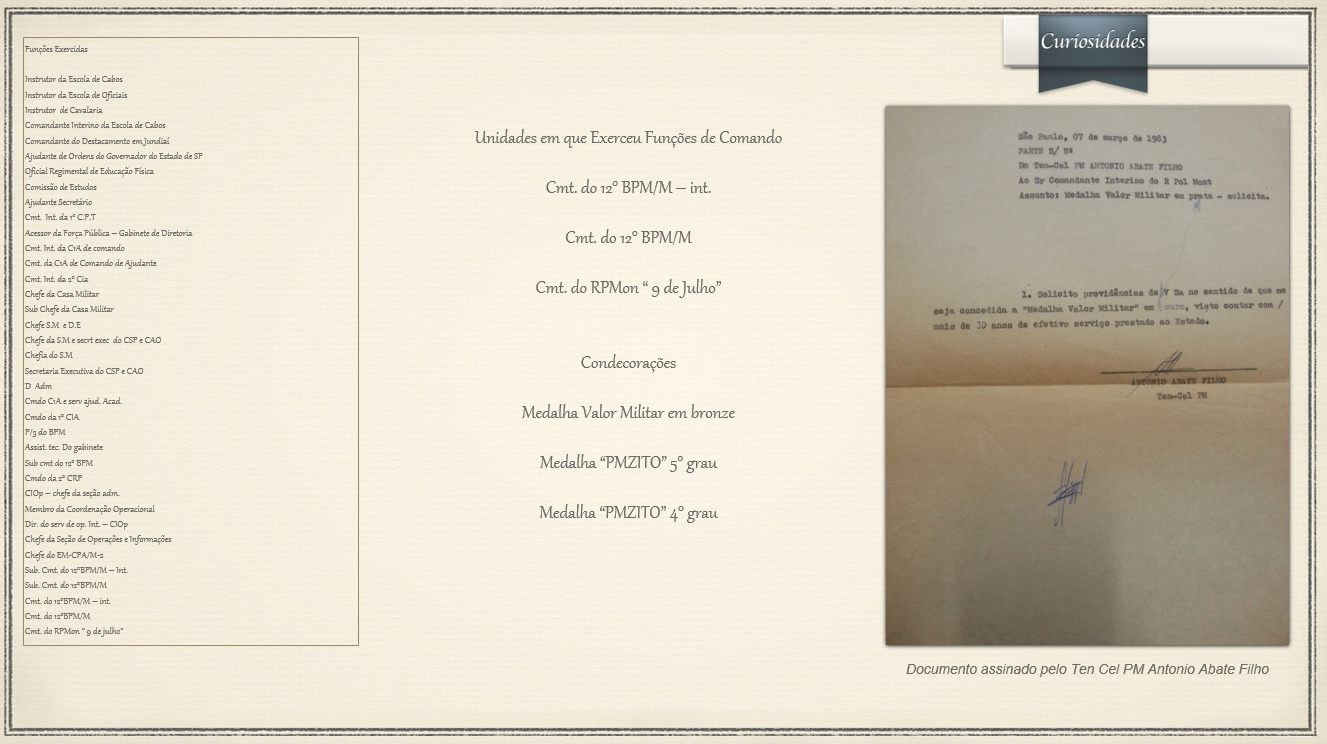 Curiosidades
Funções Exercidas
Instrutor da Escola de Cabos
Instrutor da Escola de Oficiais
Instrutor de Cavalaria
Comandante Interino da Escola de Cabos
Comandante do Destacamento em Jundiaí
Ajudante de Ordens do Governador do Estado de SP
Oficial Regimental de Educação Física
Comissão de Estudos
Ajudante Secretário
Cmt. Int. da 1º C.P.T
Acessor da Força Pública – Gabinete de Diretoria
Cmt. Int. da C1A de comando
Cmt. da C1A de Comando de Ajudante
Cmt. Int. da 2º Cia
Chefe da Casa Militar
Sub Chefe da Casa Militar
Chefe S.M e D.E
Chefe da S.M e secrt exec do CSP e CAO
Chefia do S.M
Secretaria Executiva do CSP e CAO
D Adm
Cmdo C1A e serv ajud. Acad.
Cmdo da 1º CIA
P/3 do BPM
Assist. tec. Do gabinete
Sub cmt do 12º BPM
Cmdo da 2º CRP
CIOp – chefe da seção adm.
Membro da Coordenação Operacional
Dir. do serv de op. Int. – CIOp
Chefe da Seção de Operações e Informações
Chefe do EM-CPA/M-2
Sub. Cmt. do 12ºBPM/M – Int.
Sub. Cmt. do 12ºBPM/M
Cmt. do 12ºBPM/M – int.
Cmt. do 12ºBPM/M
Cmt. do RPMon “ 9 de julho”
Unidades em que Exerceu Funções de Comando
Cmt. do 12º BPM/M – int.
Cmt. do 12º BPM/M
Cmt. do RPMon “ 9 de Julho”
Condecorações
Medalha Valor Militar em bronze
Medalha “PMZITO” 5º grau
Medalha “PMZITO” 4º grau
São Paulo, 07 de março de 1983
PARTE S/ Nº
Do Ten-Cel PM ANTONIO ABATE FILHO
Ao Sr Comandante Interino do R Pol Mont
Assunto: Medalha Valor Militar em prata - solicita.
1. Solicito providências de V Sa no sentido de que me
seja concedida a "Medalha Valor Militar" em ouro, visto contar com /
mais de 30 anos de efetivo serviço prestado ao Estado.
ANTONIO ABATE FILHO
Ten-Cel PM
Documento assinado pelo Ten Cel PM Antonio Abate Filho